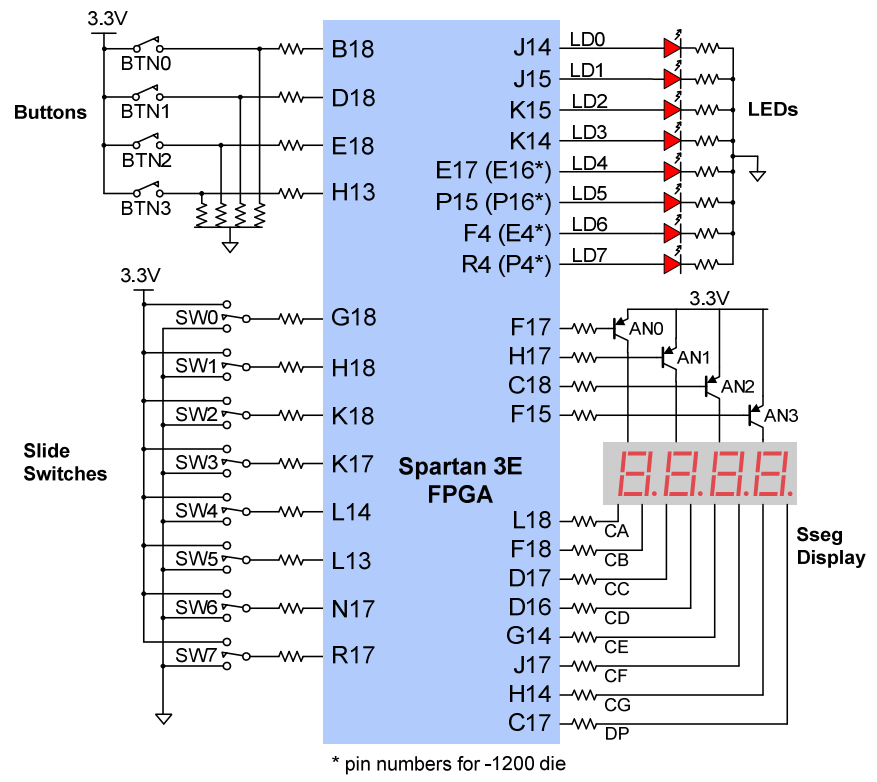 3.3V
BTN0
BTN1
BTN2
BTN3
Buttons
B18
D18
E18
H13
3.3V
SW0
SW1
SW2
SW3
SW4
SW5
SW6
SW7
Slide
Switches
G18
H18
K18
K17
L14
L13
N17
R17
Spartan 3E
FPGA
J14 LD0
J15 LD1
K15 LD2
K14 LD3
E17 (E16*) LD4
P15 (P16*) LD5
F4 (E4*) LD6
R4 (P4*) LD7
LEDs
3.3V
F17 AN0
H17 AN1
C18 AN2
F15 AN3
8.8.8.8.
L18 CA
F18 CB
D17 CC
D16 CD
G14 CE
J17 CF
H14 CG
C17 DP
Sseg
Display
* pin numbers for -1200 die